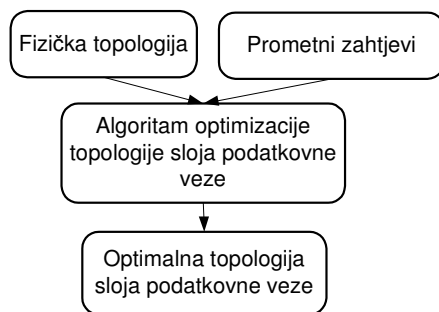 Fizička topologija
Prometni zahtjevi
Algoritam optimizacije
topologije sloja podatkovne
veze
Optimalna topologija
sloja podatkovne veze